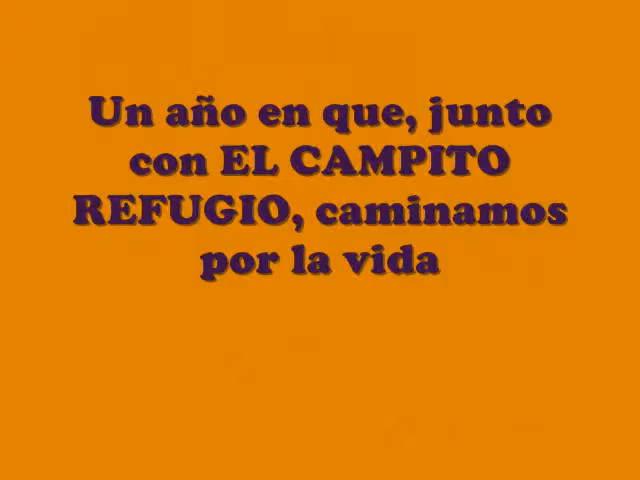 Un año en que, junto
con EL CAMPITO
REFUGIO, caminamos
por la vida